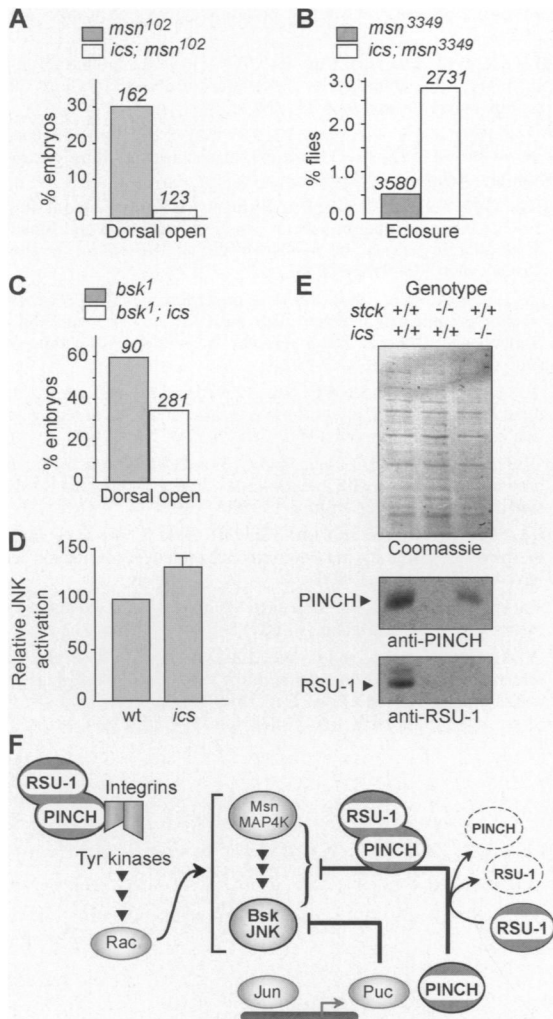 A
msn102
ics; msn102
162
123
30
20
10
0
% embryos
Dorsal open
B
msn3349
ics; msn3349
2731
3580
3.0
2.0
1.0
0.0
% flies
Eclosure
C
bsk1
bsk1; ics
90
281
60
40
20
0
% embryos
Dorsal open
D
150
100
50
0
Relative JNK
activation
wt
ics
E
Genotype
stck +/+ -/- +/+
ics +/+ +/+ -/-
Coomassie
PINCH
anti-PINCH
RSU-1
anti-RSU-1
F
RSU-1
PINCH
Integrins
Tyr kinases
Rac
Msn
MAP4K
Bsk
JNK
Jun
Puc
RSU-1
PINCH
PINCH
RSU-1
RSU-1
PINCH